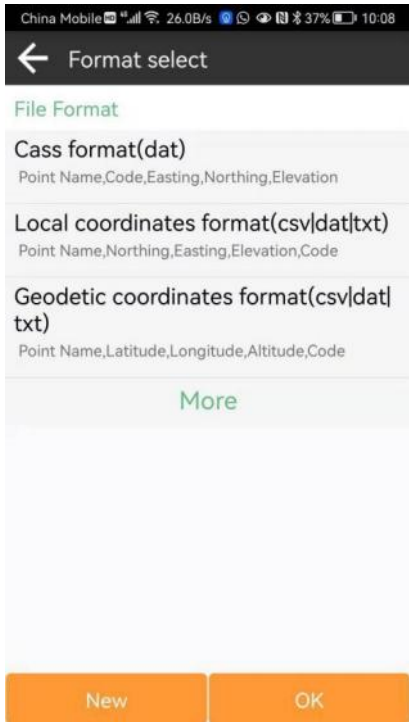 China Mobile HD 26.0B/s 37% 10:08
Format select
File Format
Cass format(dat)
Point Name,Code,Easting,Northing,Elevation
Local coordinates format(csv|dat|txt)
Point Name,Northing,Easting,Elevation,Code
Geodetic coordinates format(csv|dat|
txt)
Point Name,Latitude,Longitude,Altitude,Code
More
New
OK